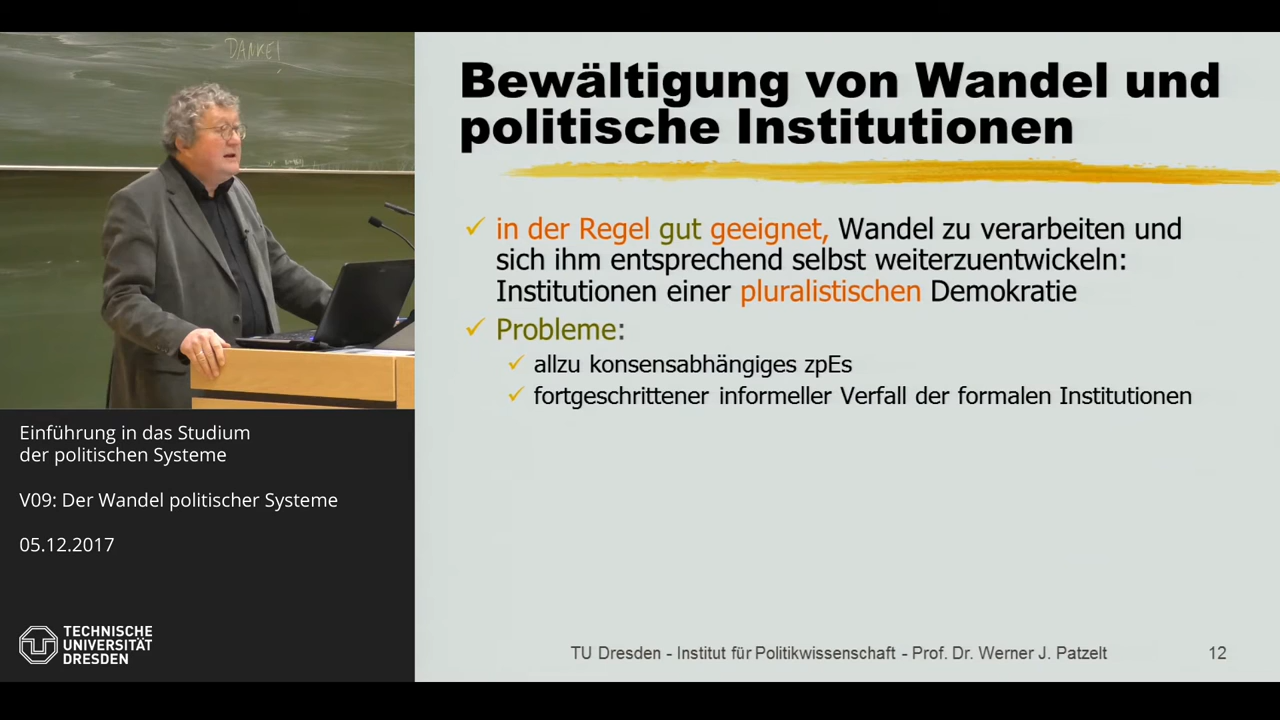 DANKE!
Bewältigung von Wandel und
politische Institutionen
in der Regel gut geeignet, Wandel zu verarbeiten und
sich ihm entsprechend selbst weiterzuentwickeln:
Institutionen einer pluralistischen Demokratie
Probleme:
allzu konsensabhängiges zpEs
fortgeschrittener informeller Verfall der formalen Institutionen
Einführung in das Studium
der politischen Systeme
V09: Der Wandel politischer Systeme
05.12.2017
TECHNISCHE
UNIVERSITÄT
DRESDEN
TU Dresden - Institut für Politikwissenschaft - Prof. Dr. Werner J. Patzelt 12